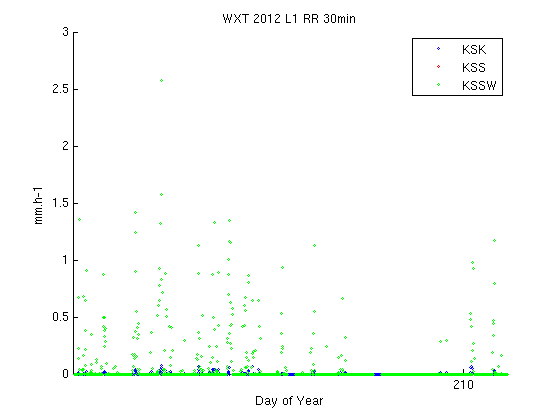 WXT 2012 L1 RR 30min
3
2.5
2
1.5
1
0.5
0
mm.h-1
KSK
KSS
KSSW
210
Day of Year